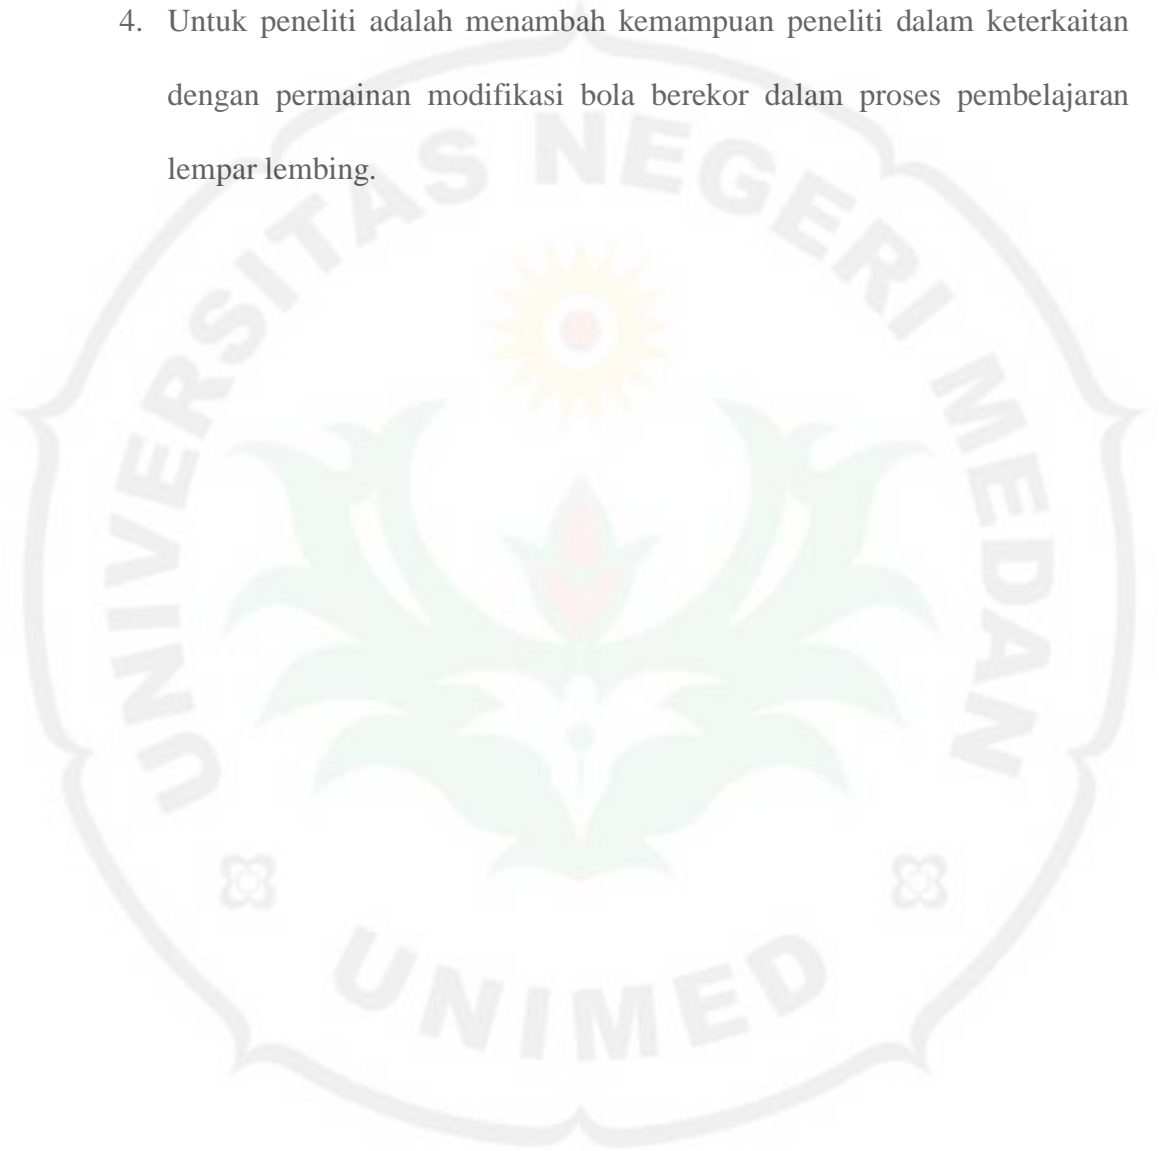 4. Untuk peneliti adalah menambah kemampuan peneliti dalam keterkaitan
dengan permainan modifikasi bola berekor dalam proses pembelajaran
lempar lembing.
UNIVERSITAS NEGERI MEDAN
UNIMED